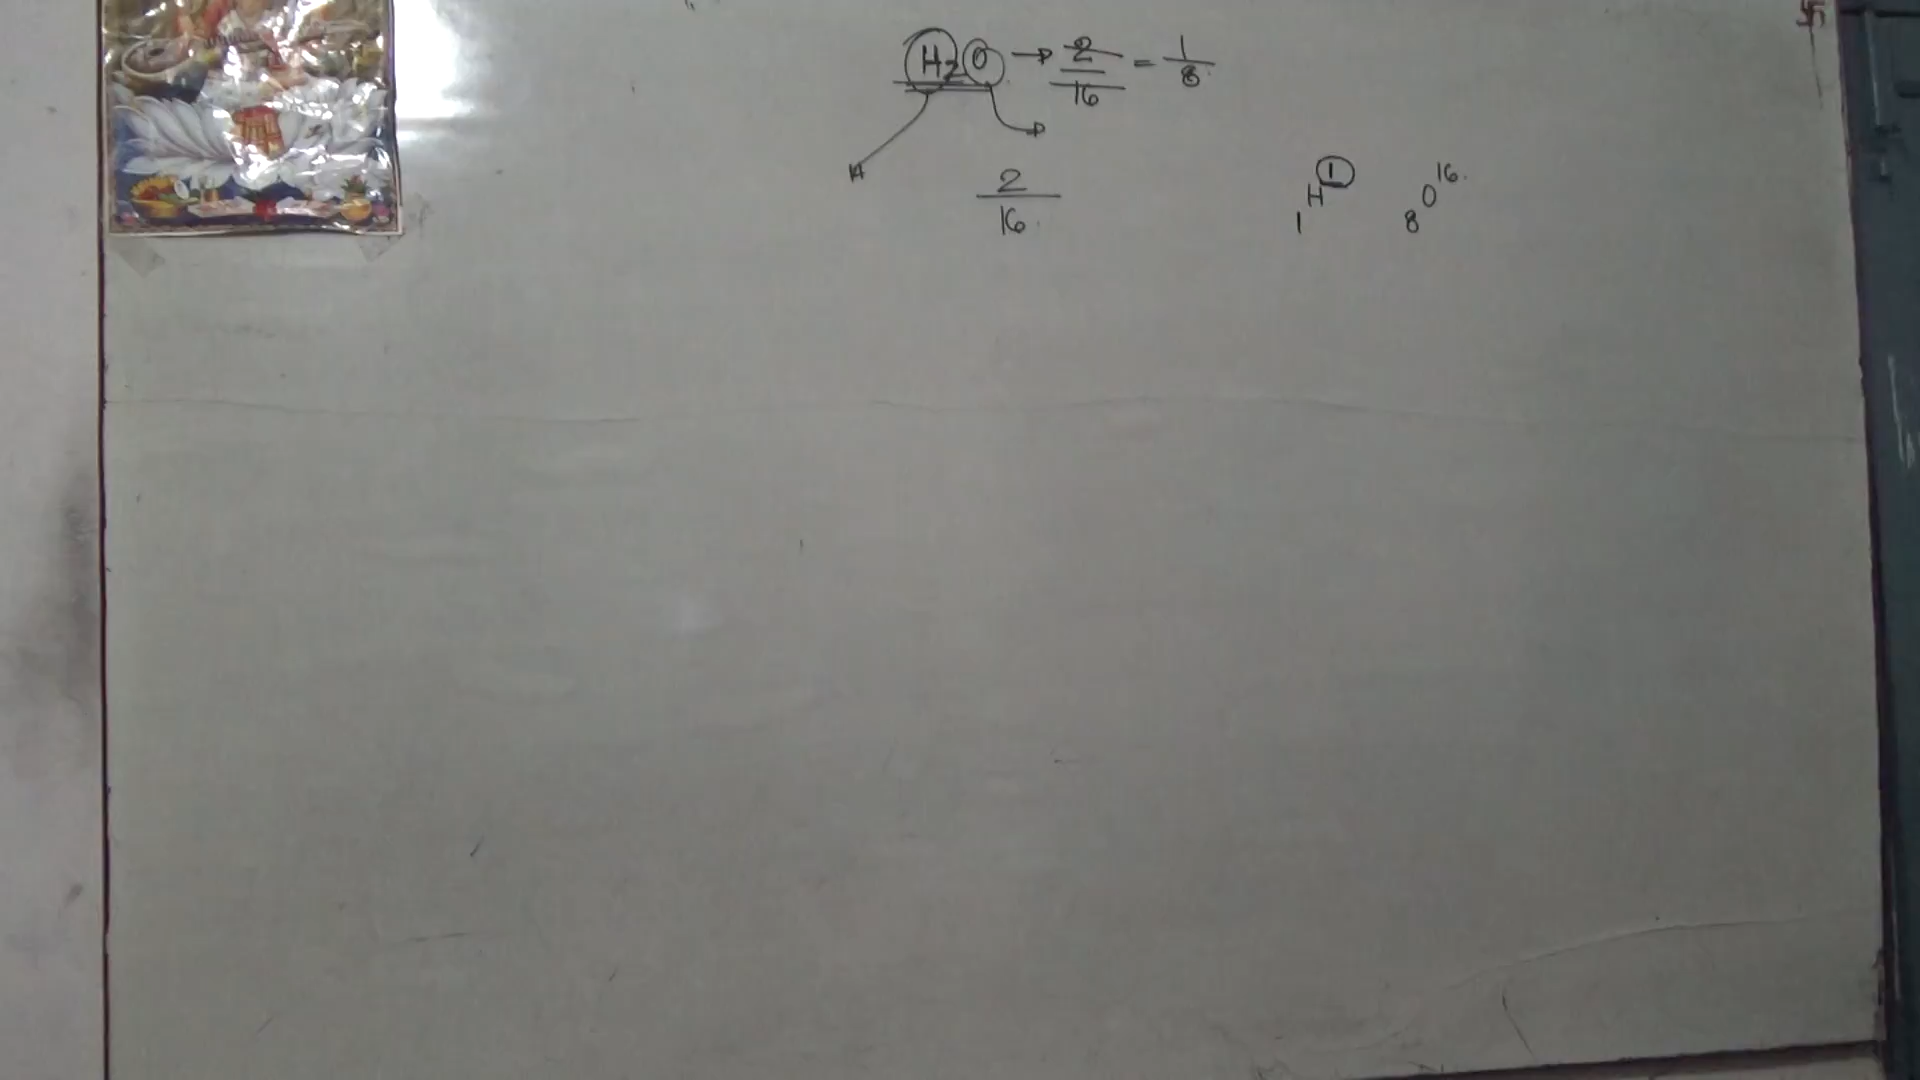 H₂O → 2/16 = 1/8
2/16
₁H¹ ₈O¹⁶